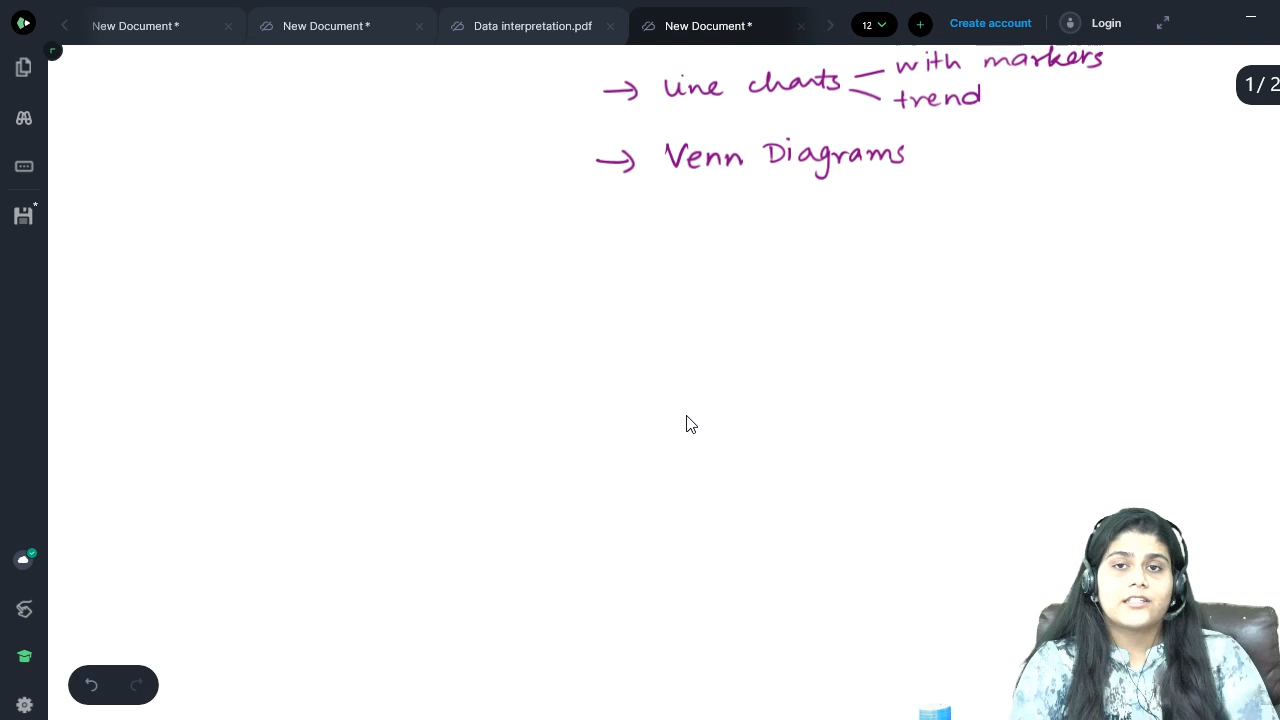 New Document*
New Document*
Data interpretation.pdf
New Document*
12
Create account
Login
with markers
→ Line charts
trend
→ Venn Diagrams
1/2